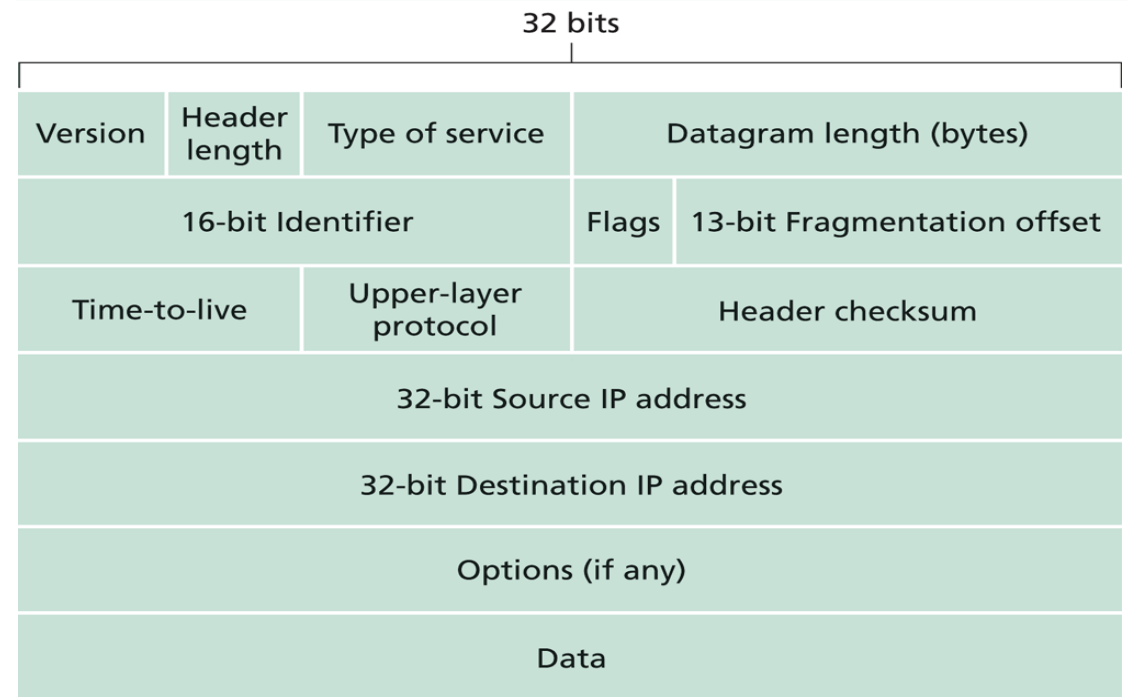 32 bits
Version
Header
length
Type of service
Datagram length (bytes)
16-bit Identifier
Flags
13-bit Fragmentation offset
Time-to-live
Upper-layer
protocol
Header checksum
32-bit Source IP address
32-bit Destination IP address
Options (if any)
Data